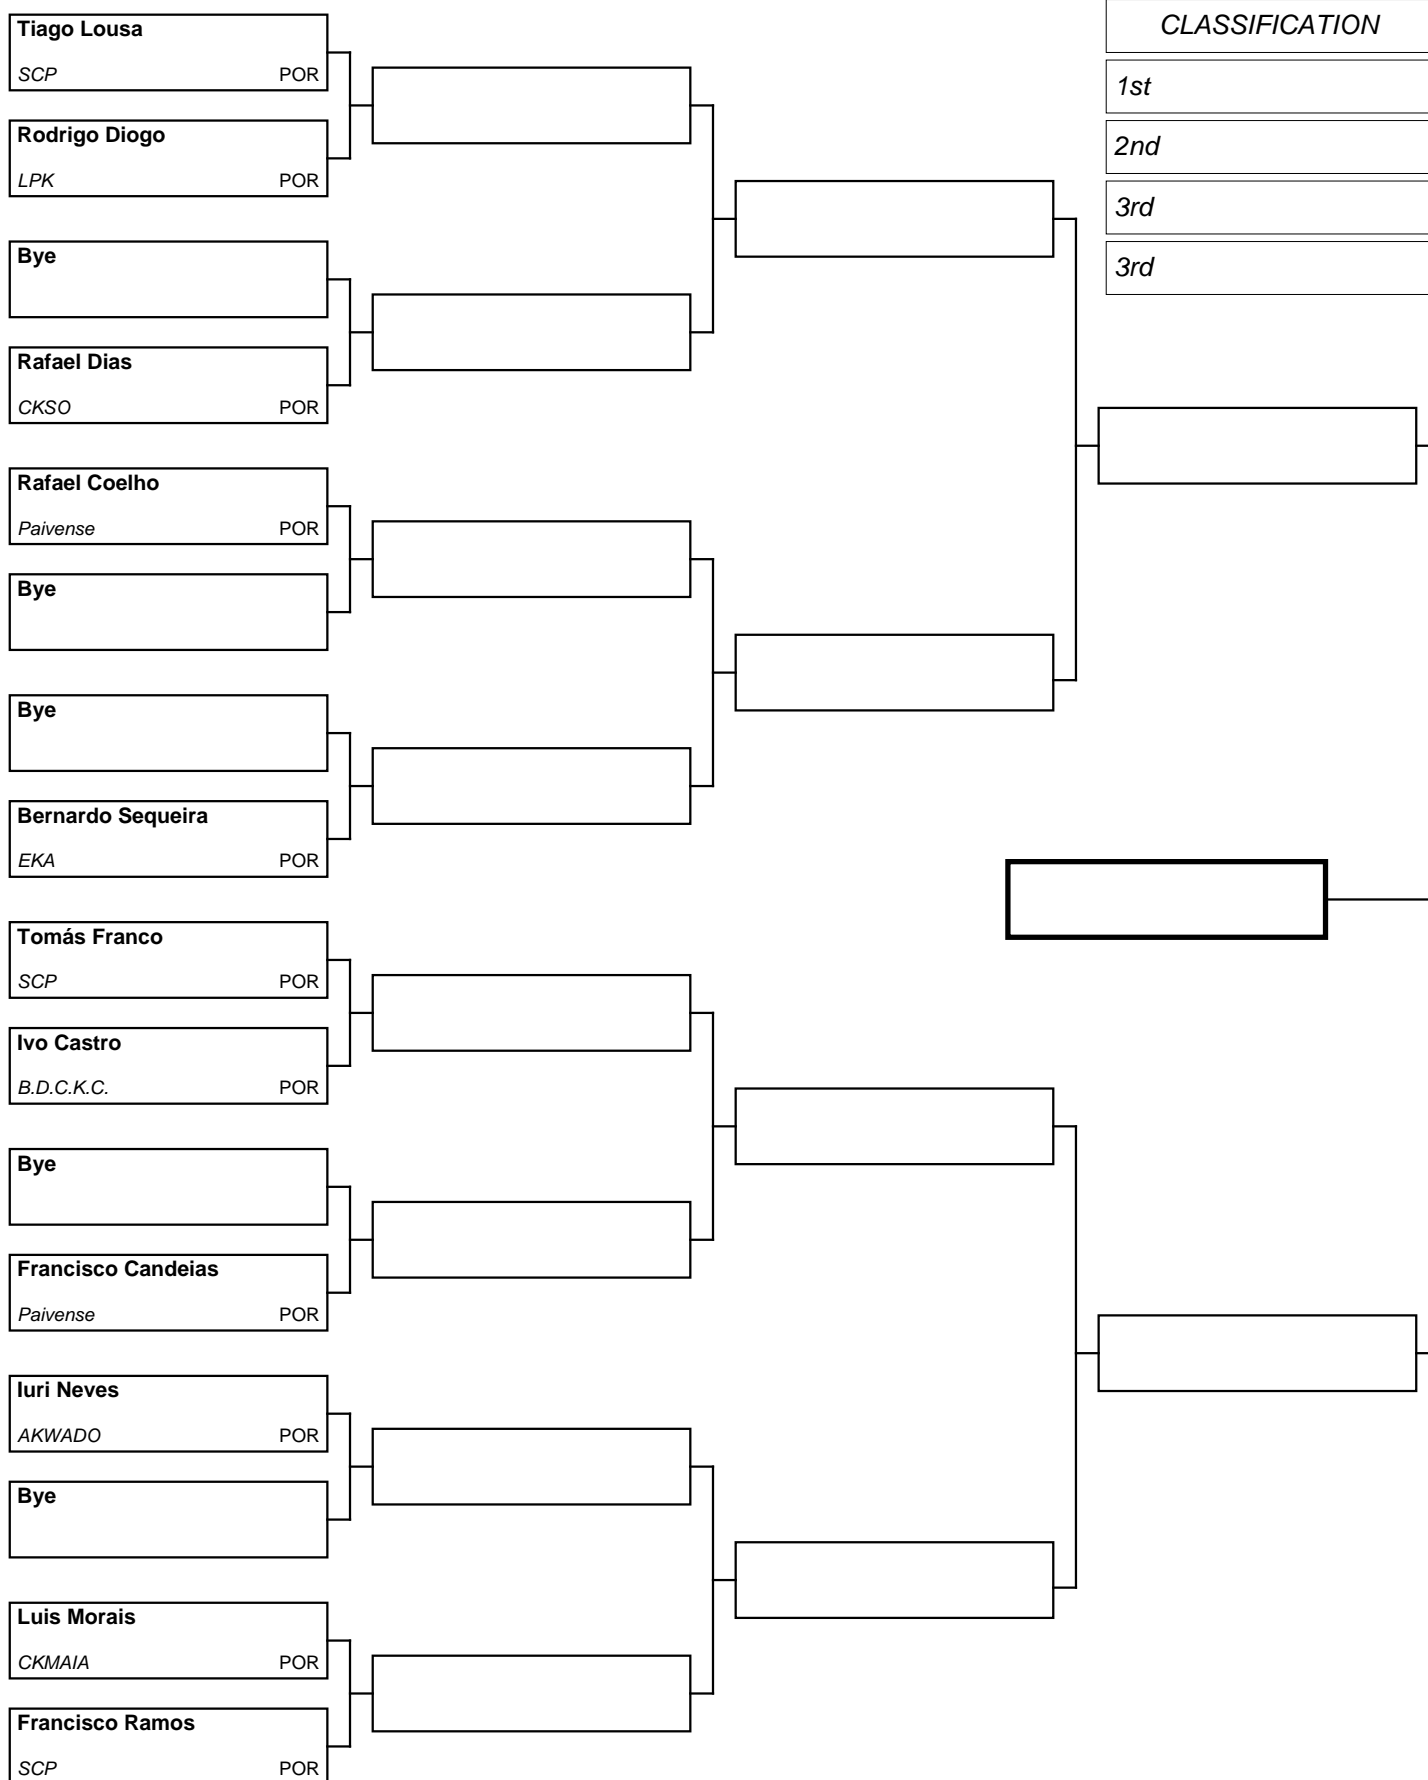 Tiago Lousa
SCP POR
Rodrigo Diogo
LPK POR
Bye
Rafael Dias
CKSO POR
Rafael Coelho
Paivense POR
Bye
Bye
Bernardo Sequeira
EKA POR
Tomás Franco
SCP POR
Ivo Castro
B.D.C.K.C. POR
Bye
Francisco Candeias
Paivense POR
Iuri Neves
AKWADO POR
Bye
Luis Morais
CKMAIA POR
Francisco Ramos
SCP POR
CLASSIFICATION
1st
2nd
3rd
3rd